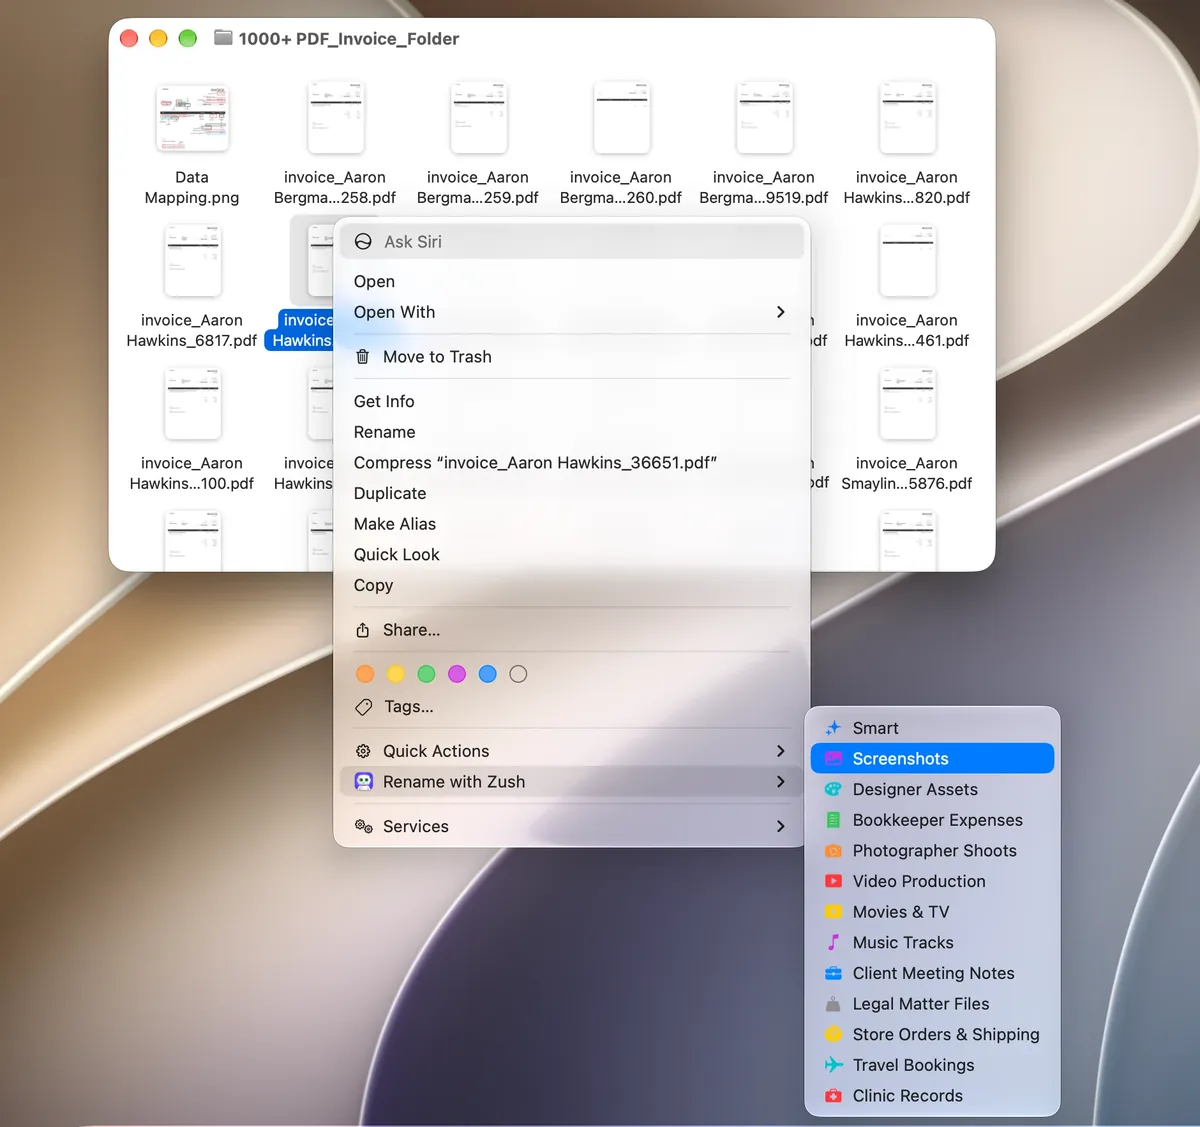 1000+ PDF_Invoice_Folder
Data
Mapping.png
invoice_Aaron
Bergma...258.pdf
invoice_Aaron
Bergma...259.pdf
invoice_Aaron
Bergma...260.pdf
invoice_Aaron
Bergma...9519.pdf
invoice_Aaron
Hawkins...820.pdf
invoice_Aaron
Hawkins_6817.pdf
invoice
Hawkins
df
invoice_Aaron
Hawkins...461.pdf
invoice_Aaron
Hawkins...100.pdf
invoice
Hawkins
odf
invoice_Aaron
Smaylin...5876.pdf
Ask Siri
Open
Open With
Move to Trash
Get Info
Rename
Compress “invoice_Aaron Hawkins_36651.pdf”
Duplicate
Make Alias
Quick Look
Copy
Share...
Tags...
Quick Actions
Rename with Zush
Services
Smart
Screenshots
Designer Assets
Bookkeeper Expenses
Photographer Shoots
Video Production
Movies & TV
Music Tracks
Client Meeting Notes
Legal Matter Files
Store Orders & Shipping
Travel Bookings
Clinic Records